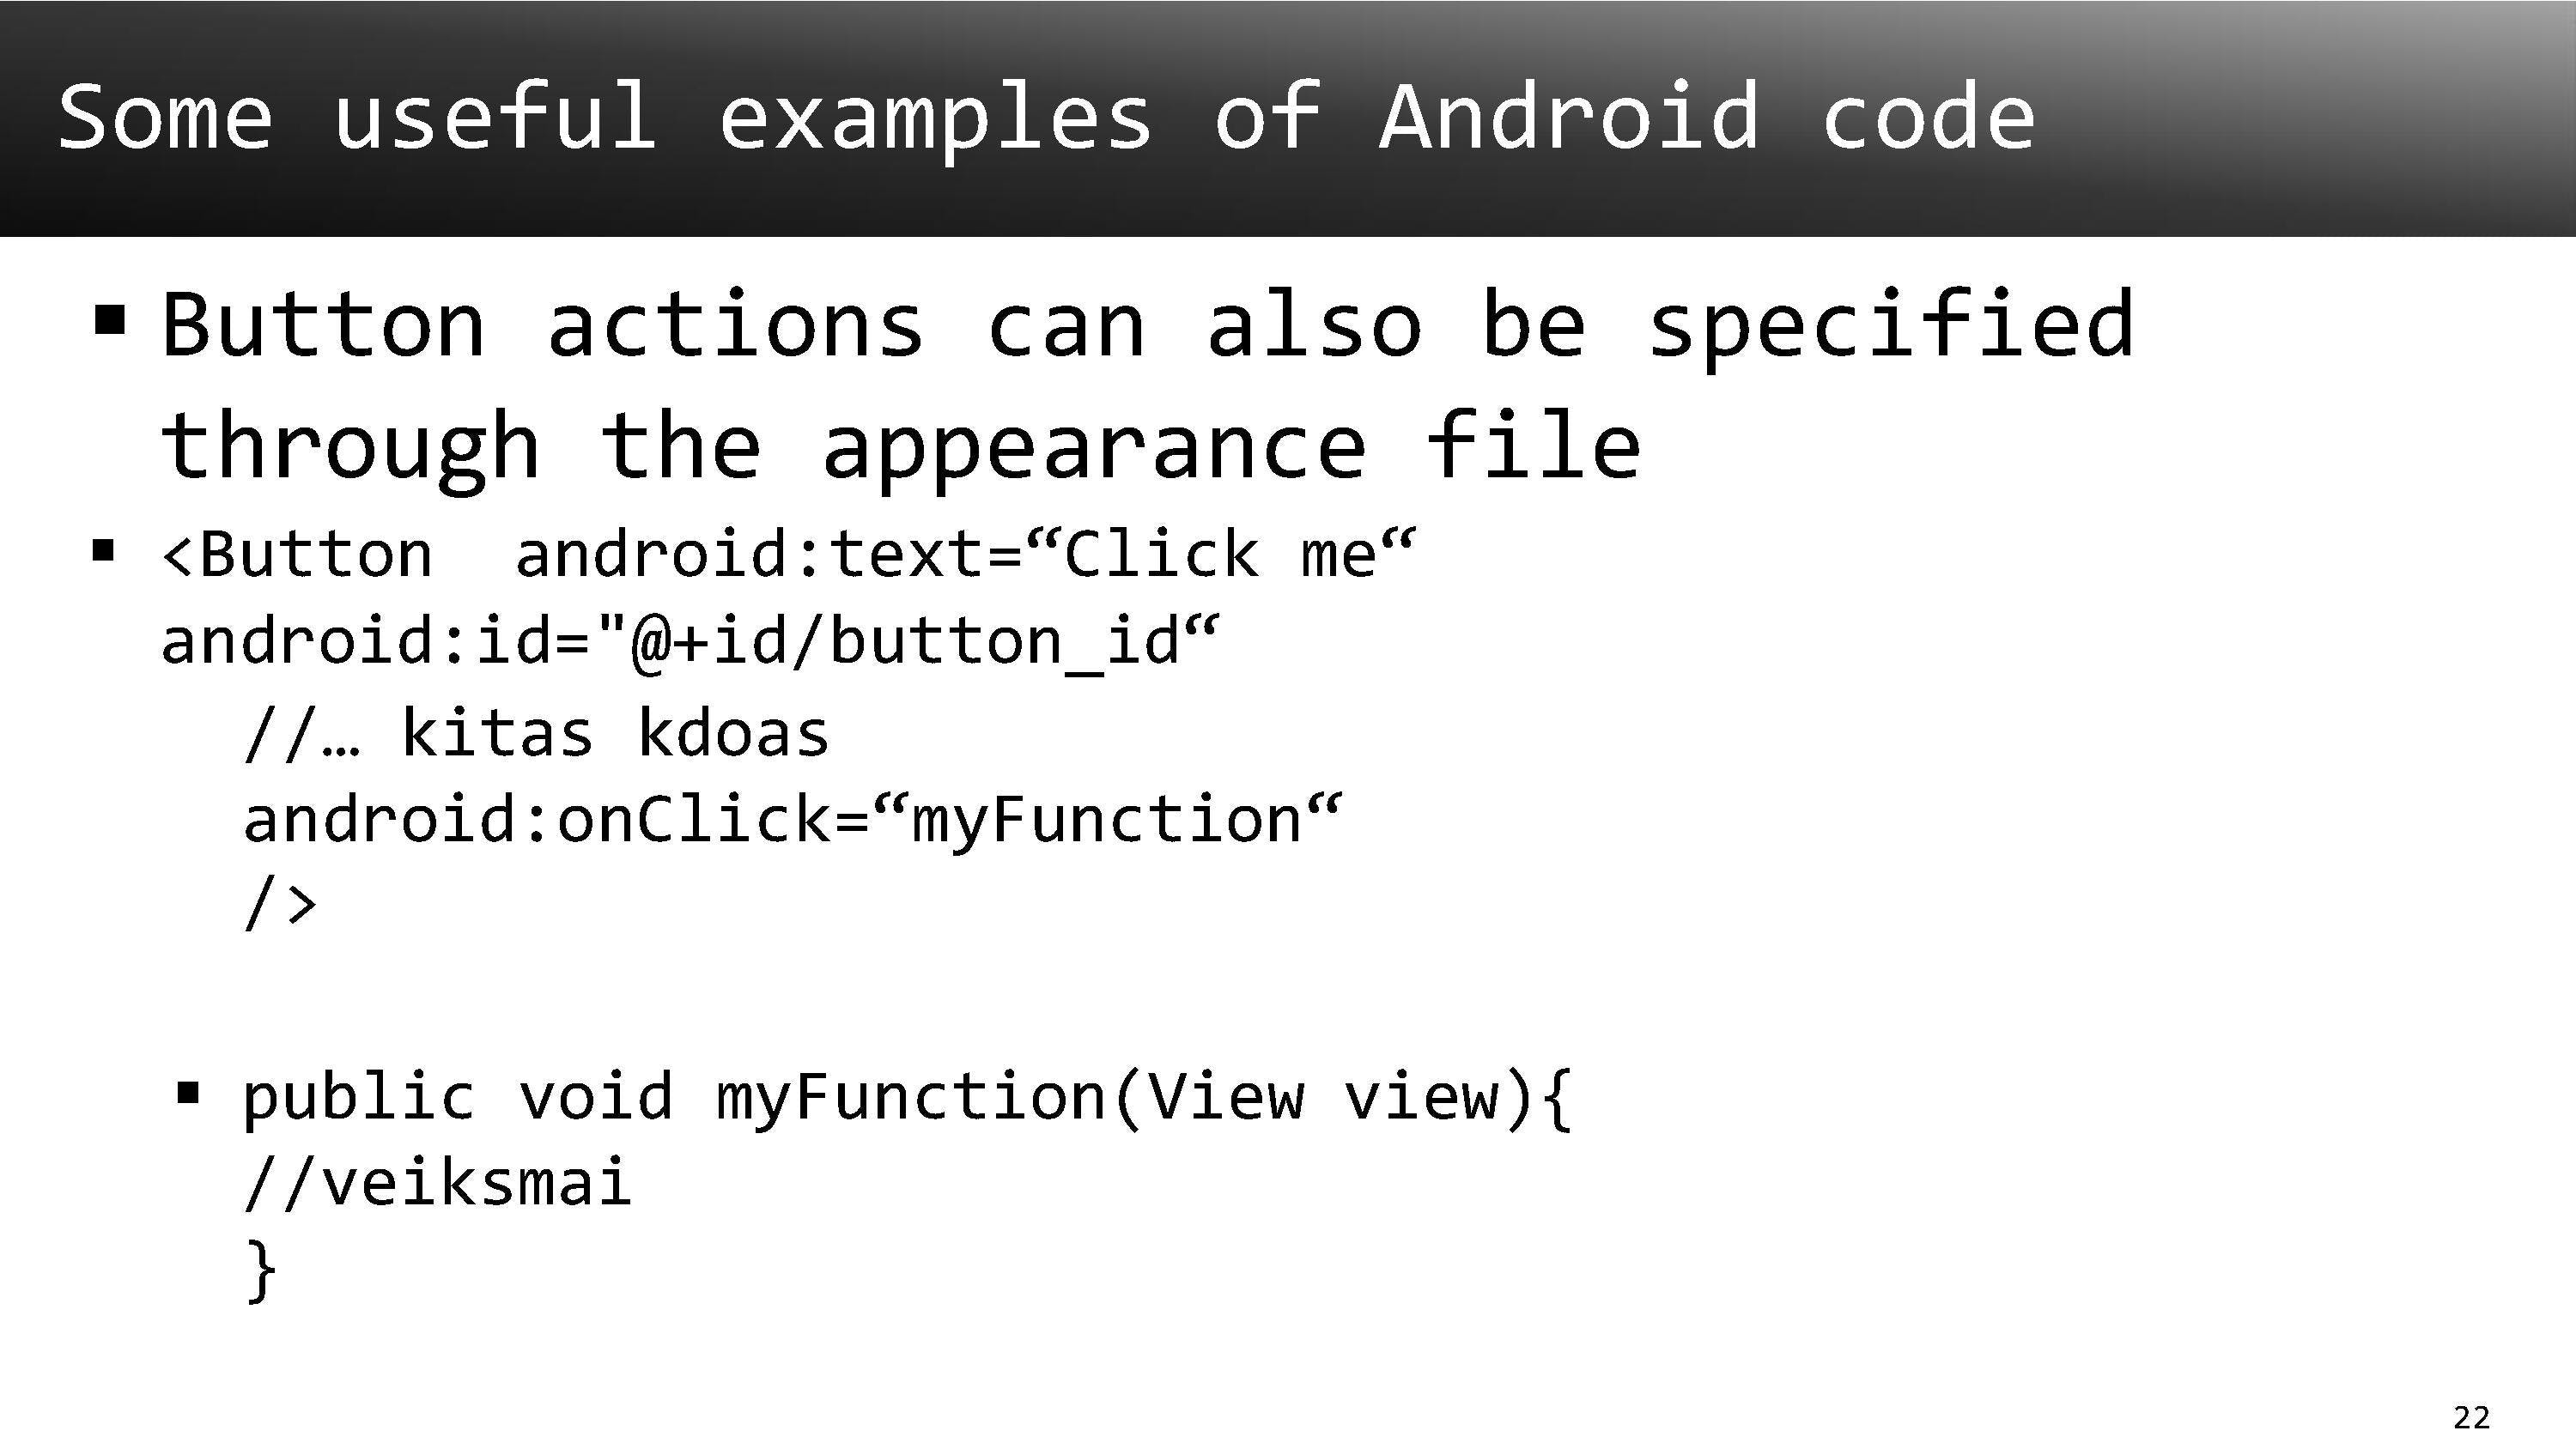 Some useful examples of Android code
▪ Button actions can also be specified
through the appearance file
▪ <Button  android:text=“Click me“
android:id="@+id/button_id“
//… kitas kdoas
android:onClick=“myFunction“
/>
▪ public void myFunction(View view){
//veiksmai
}
22